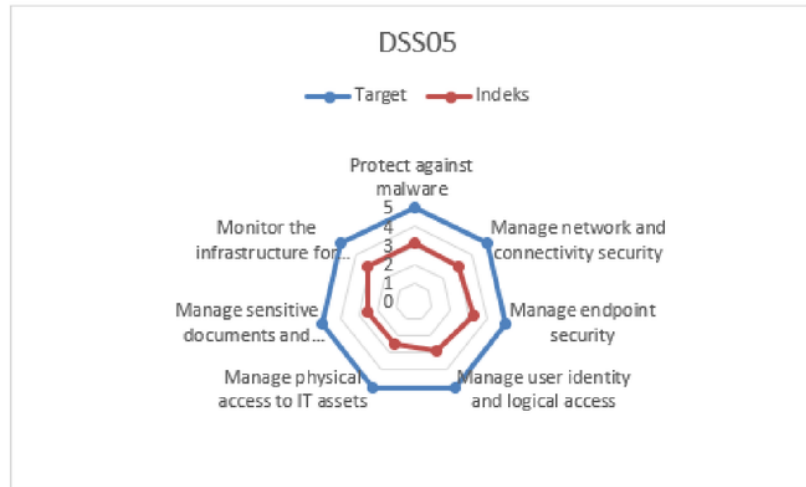 DSS05
Target Indeks
Protect against
malware
Manage network and
connectivity security
Manage endpoint
security
Manage user identity
and logical access
Manage physical
access to IT assets
Manage sensitive
documents and ...
Monitor the
infrastructure for...
5
4
3
2
1
0